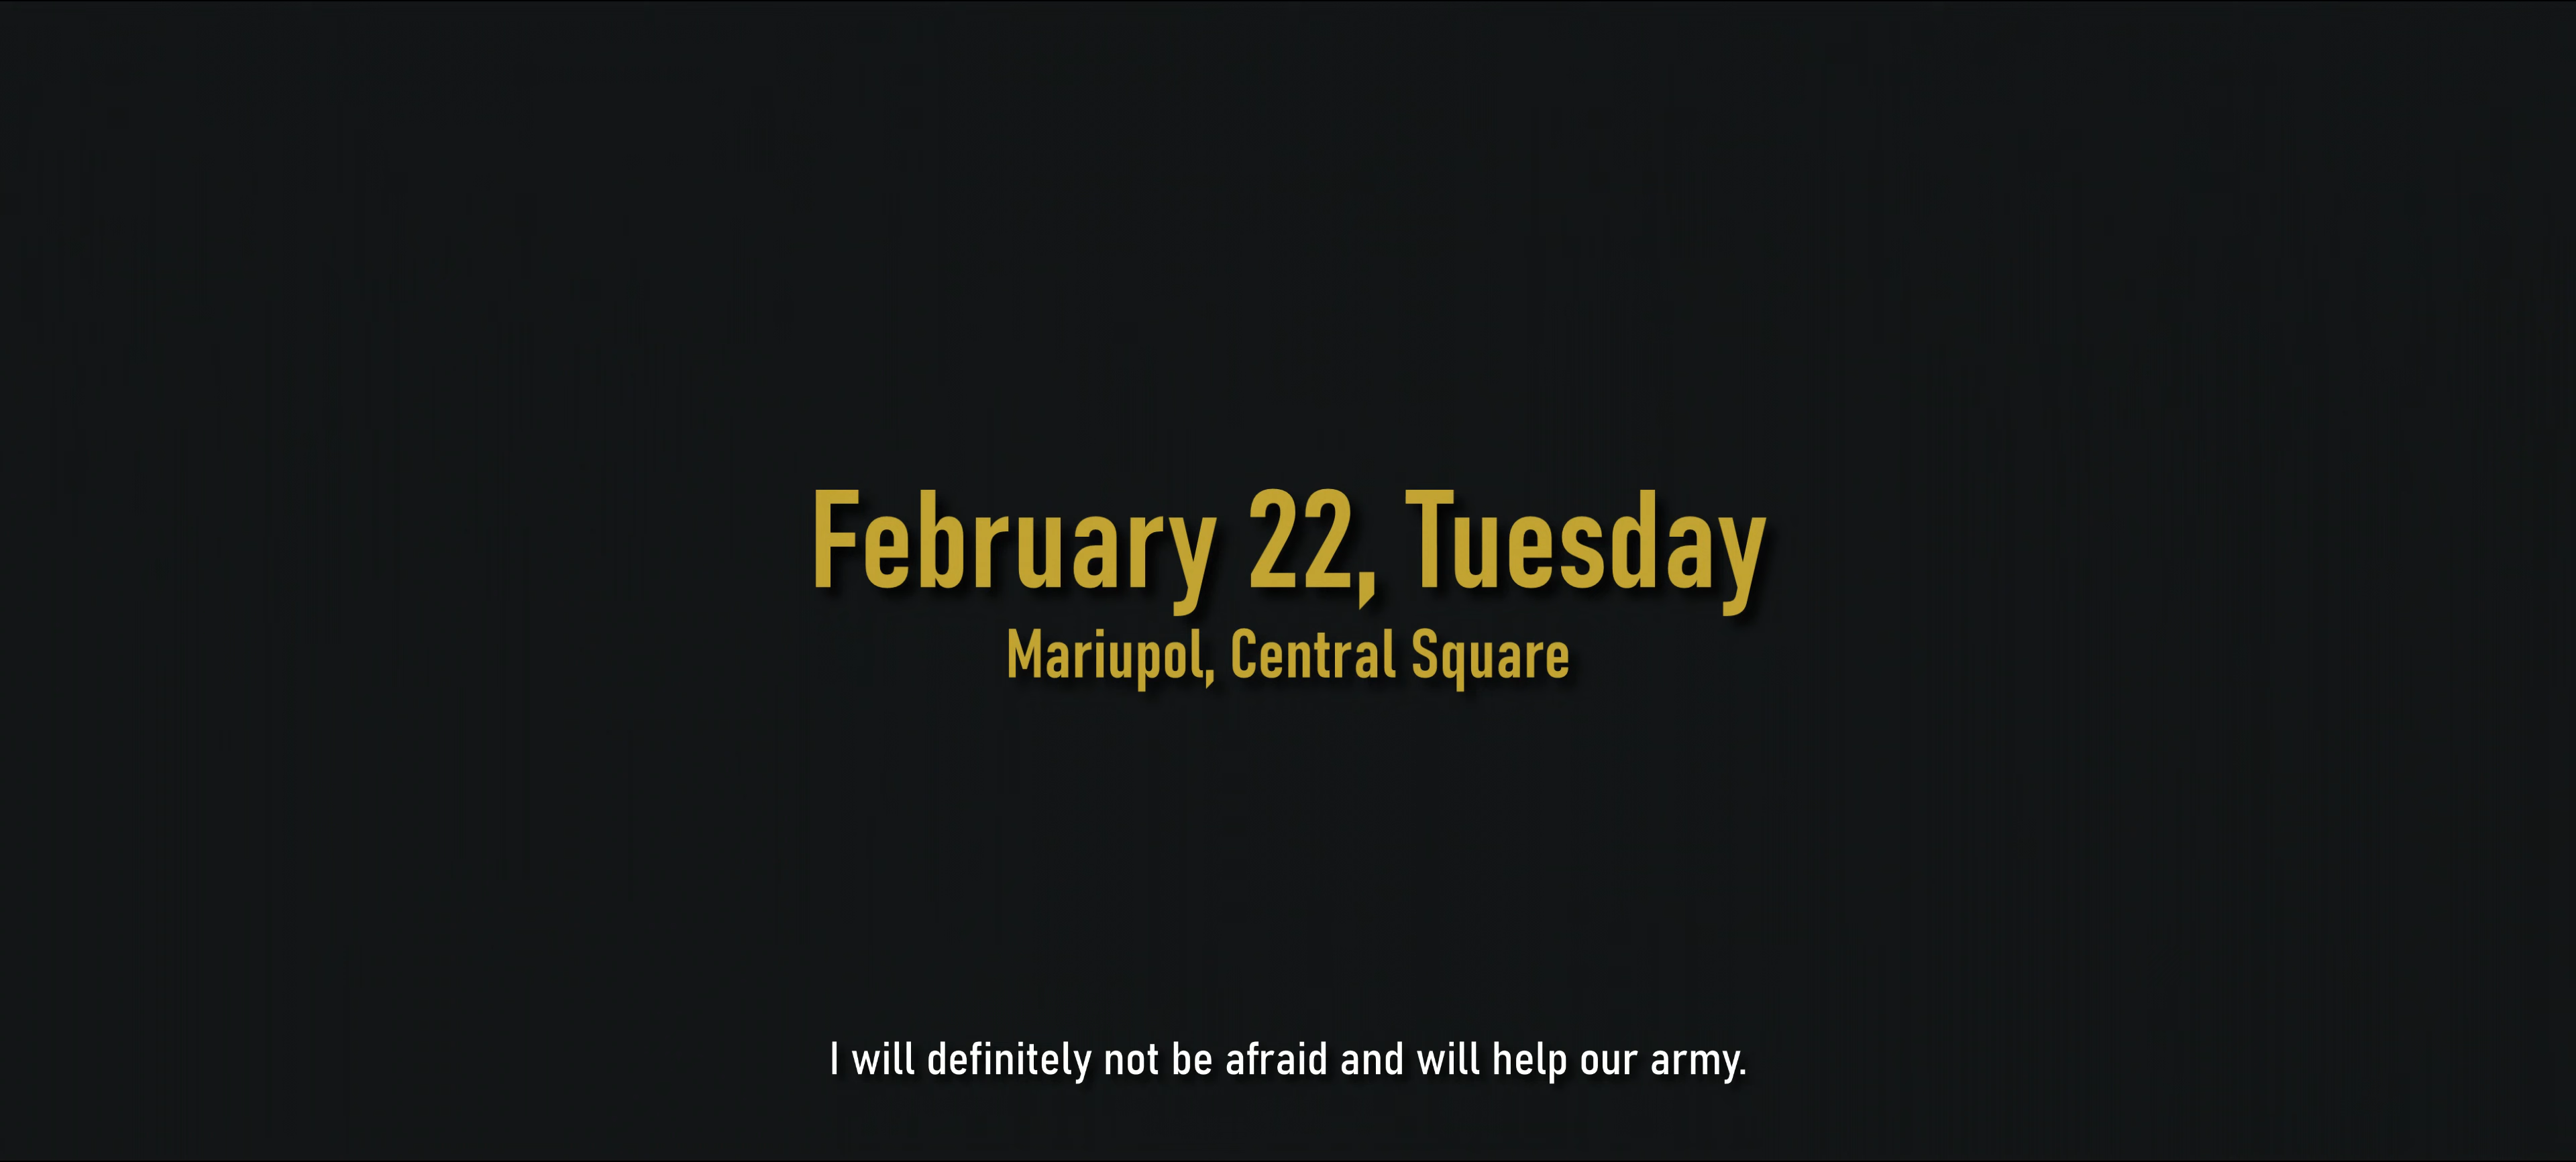 February 22, Tuesday
Mariupol, Central Square
I will definitely not be afraid and will help our army.